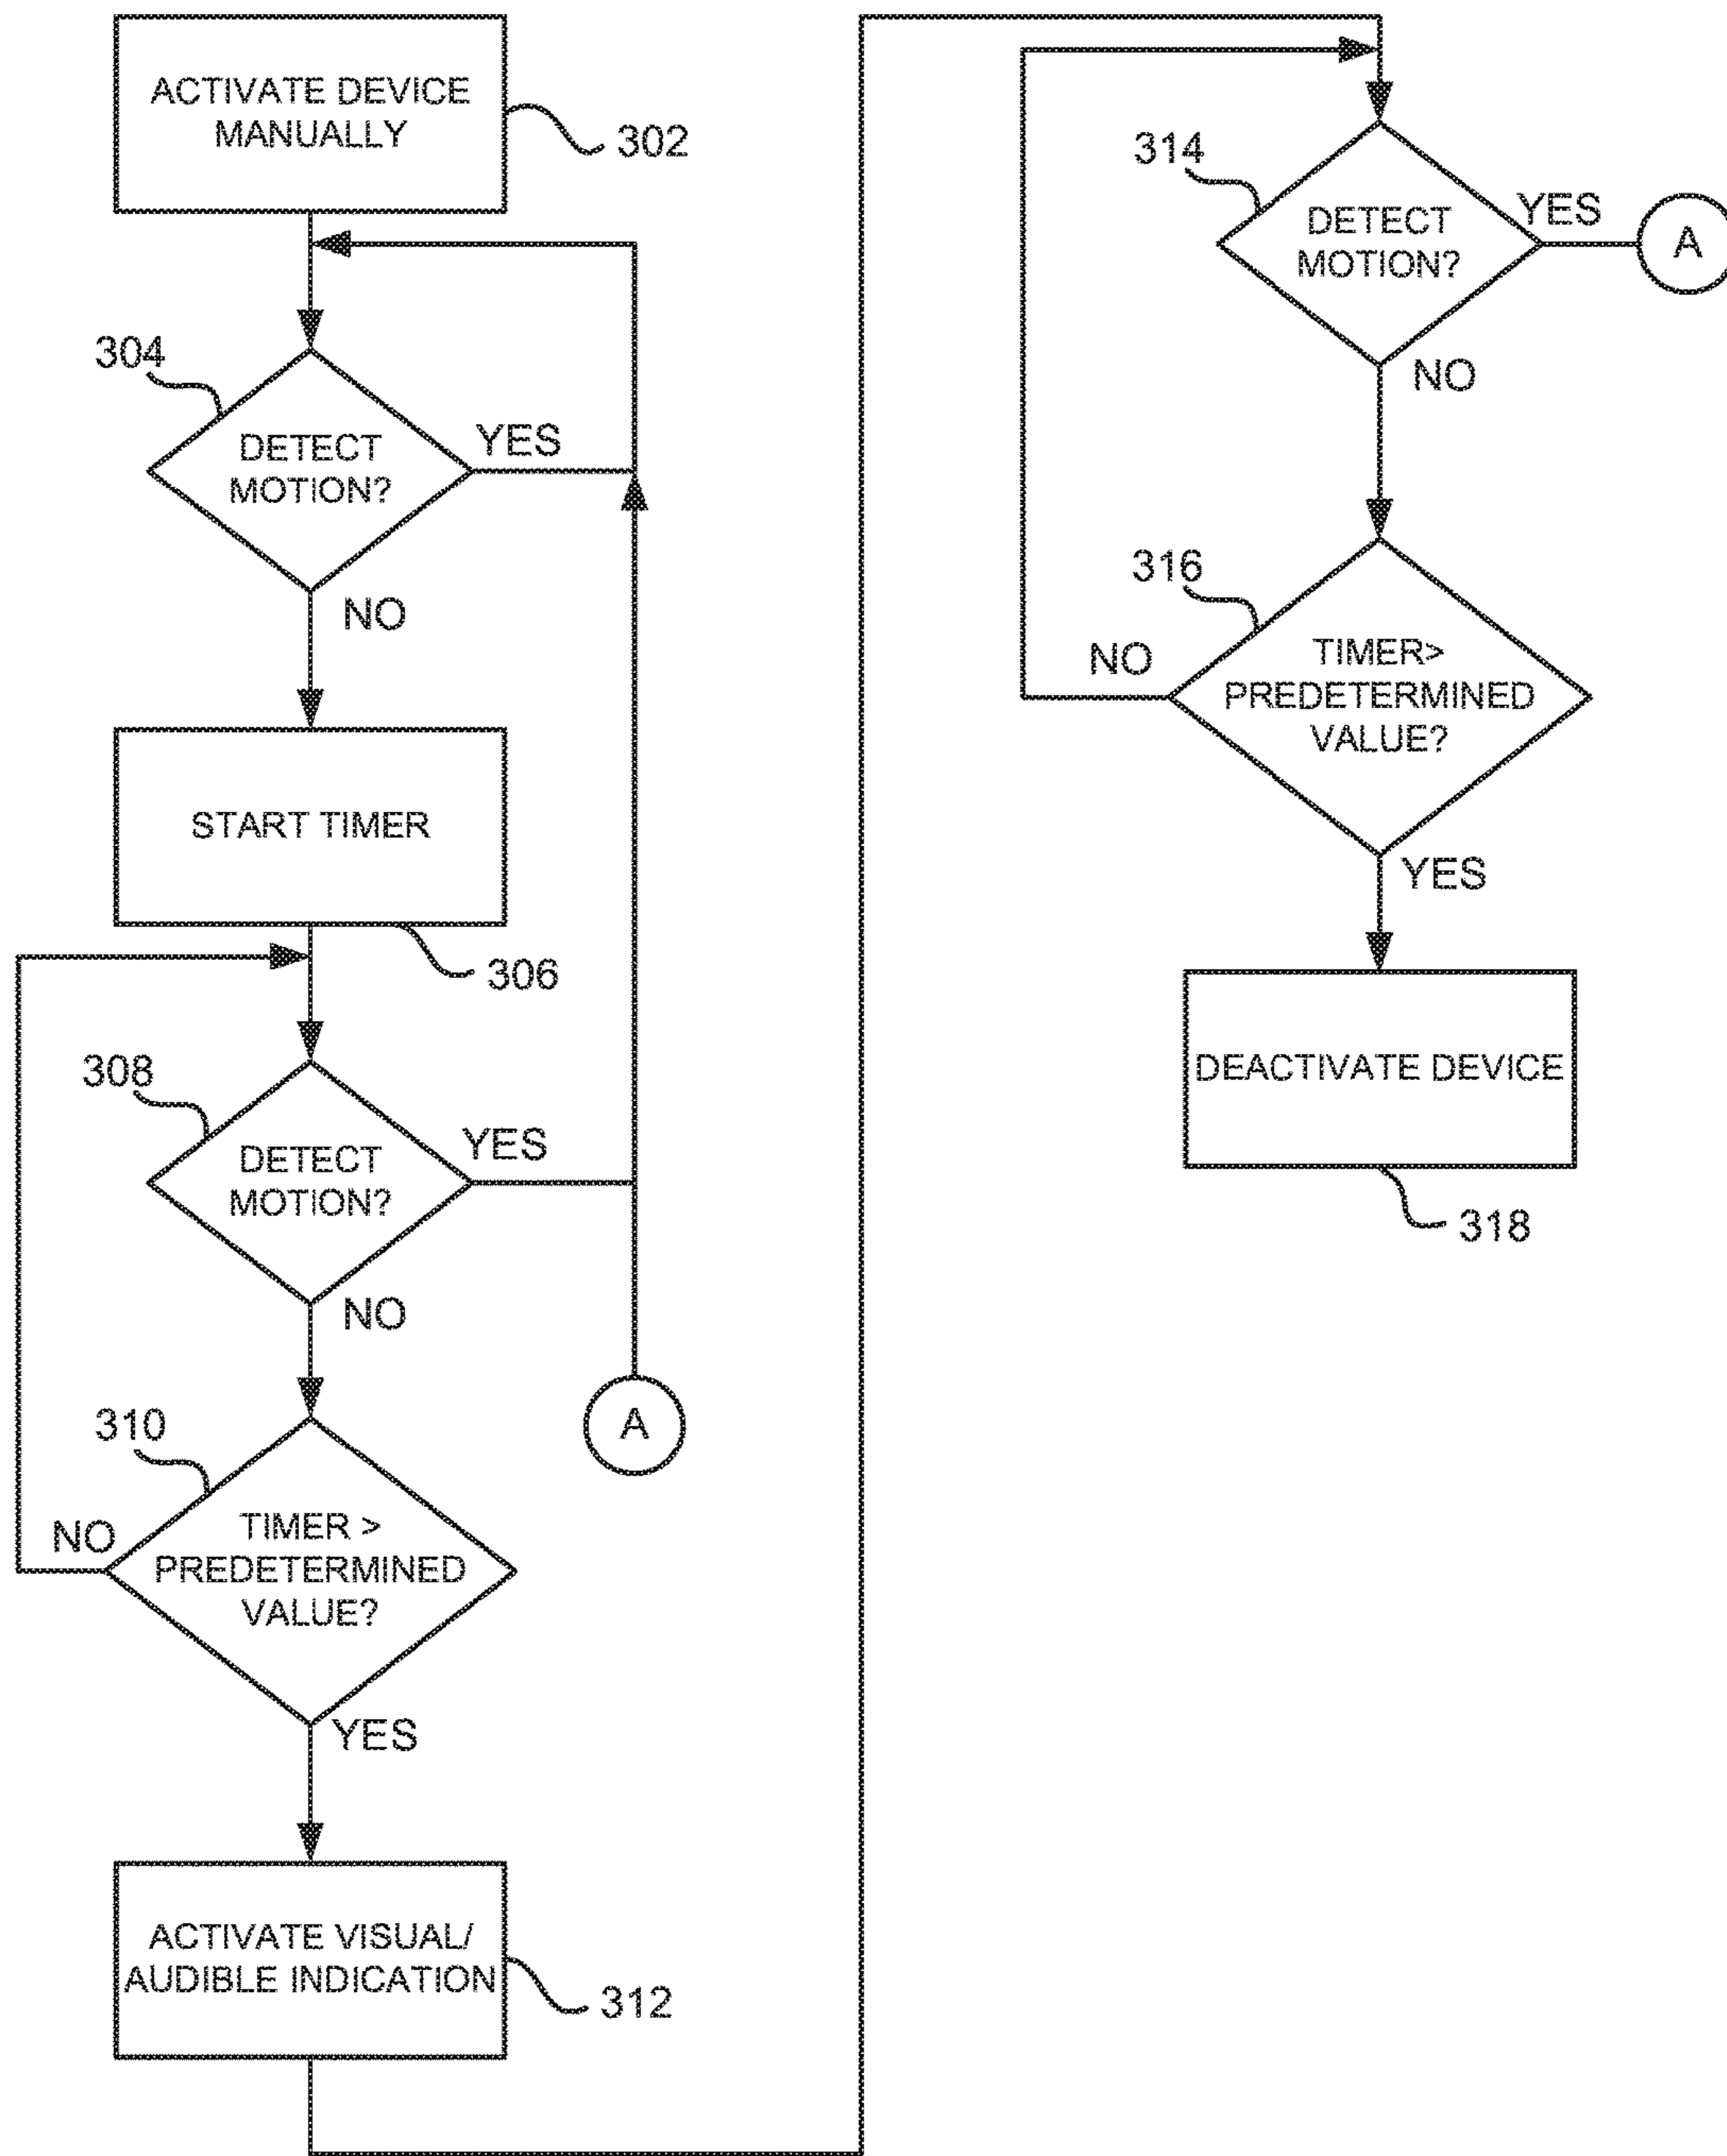 ACTIVATE DEVICE
MANUALLY
302
304
DETECT
MOTION?
YES
NO
START TIMER
306
308
DETECT
MOTION?
YES
NO
A
310
TIMER >
PREDETERMINED
VALUE?
NO
YES
ACTIVATE VISUAL/
AUDIBLE INDICATION
312
314
DETECT
MOTION?
YES
A
NO
316
TIMER>
PREDETERMINED
VALUE?
NO
YES
DEACTIVATE DEVICE
318